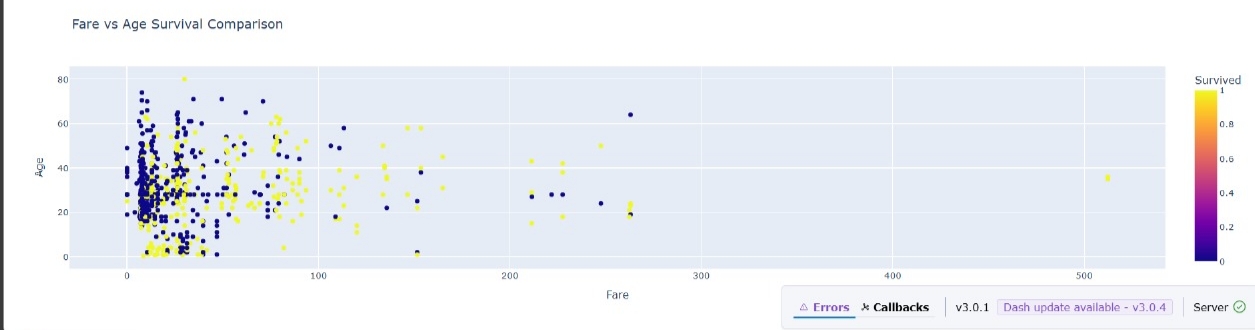 Fare vs Age Survival Comparison
Survived
80
60
40
20
0
Age
0 100 200 300 400 500
Fare
1
0.8
0.6
0.4
0.2
0
Errors Callbacks v3.0.1 Dash update available - v3.0.4 Server